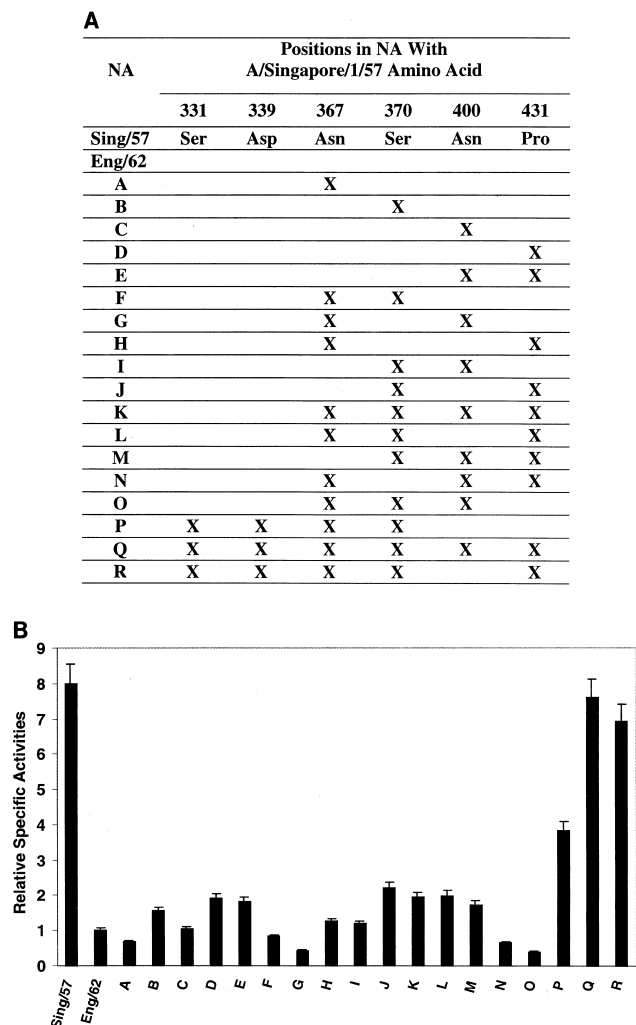 A
NA
Positions in NA With
A/Singapore/1/57 Amino Acid
331 339 367 370 400 431
Sing/57 Ser Asp Asn Ser Asn Pro
Eng/62
A X
B X
C X
D X
E X X
F X X
G X X
H X X
I X X
J X X
K X X X X
L X X X
M X X X
N X X X
O X X X
P X X X X
Q X X X X X X
R X X X X X
B
Relative Specific Activities
9
8
7
6
5
4
3
2
1
0
Sing/57 Eng/62 A B C D E F G H I J K L M N O P Q R